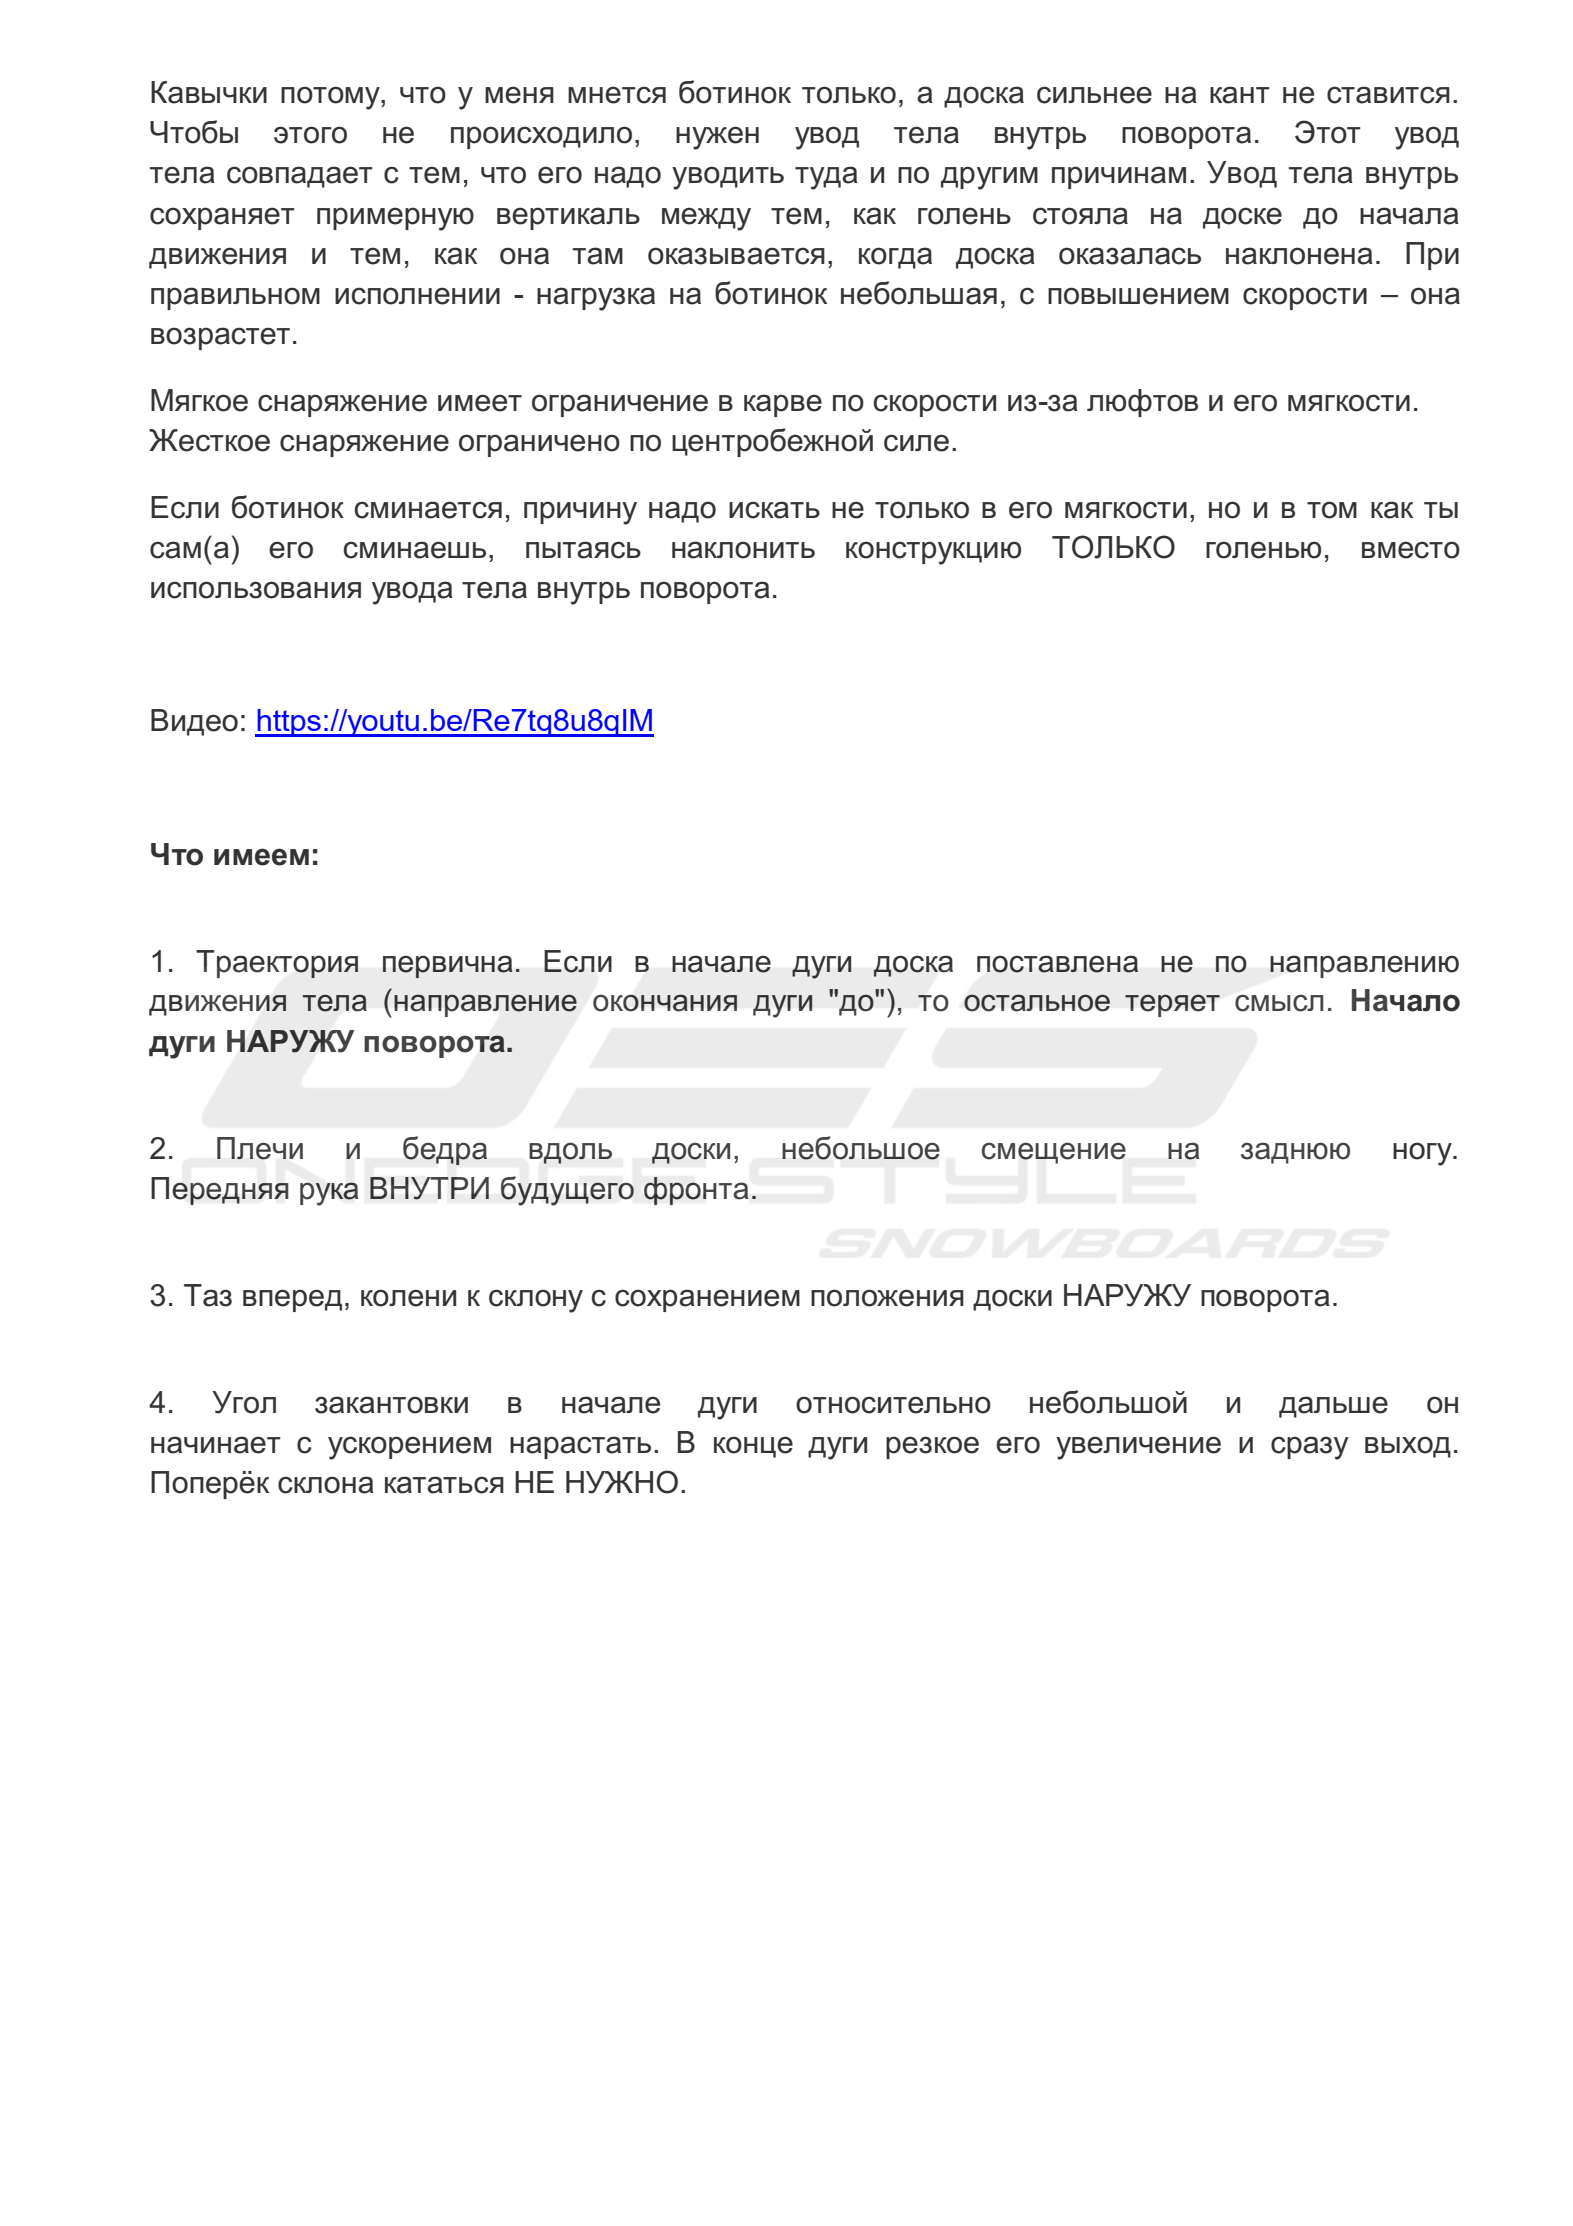 Кавычки потому, что у меня мнется ботинок только, а доска сильнее на кант не ставится.
Чтобы этого не происходило, нужен увод тела внутрь поворота. Этот увод
тела совпадает с тем, что его надо уводить туда и по другим причинам. Увод тела внутрь
сохраняет примерную вертикаль между тем, как голень стояла на доске до начала
движения и тем, как она там оказывается, когда доска оказалась наклонена. При
правильном исполнении - нагрузка на ботинок небольшая, с повышением скорости – она
возрастет.
Мягкое снаряжение имеет ограничение в карве по скорости из-за люфтов и его мягкости.
Жесткое снаряжение ограничено по центробежной силе.
Если ботинок сминается, причину надо искать не только в его мягкости, но и в том как ты
сам(а) его сминаешь, пытаясь наклонить конструкцию ТОЛЬКО голенью, вместо
использования увода тела внутрь поворота.
Видео: https://youtu.be/Re7tq8u8qIM
Что имеем:
1. Траектория первична. Если в начале дуги доска поставлена не по направлению
движения тела (направление окончания дуги "до"), то остальное теряет смысл. Начало
дуги НАРУЖУ поворота.
OES
2. Плечи и бедра вдоль доски, небольшое смещение на заднюю ногу.
Передняя рука ВНУТРИ будущего фронта.
ONEDGE STYLE
SNOWBOARDS
3. Таз вперед, колени к склону с сохранением положения доски НАРУЖУ поворота.
4. Угол закантовки в начале дуги относительно небольшой и дальше он
начинает с ускорением нарастать. В конце дуги резкое его увеличение и сразу выход.
Поперёк склона кататься НЕ НУЖНО.